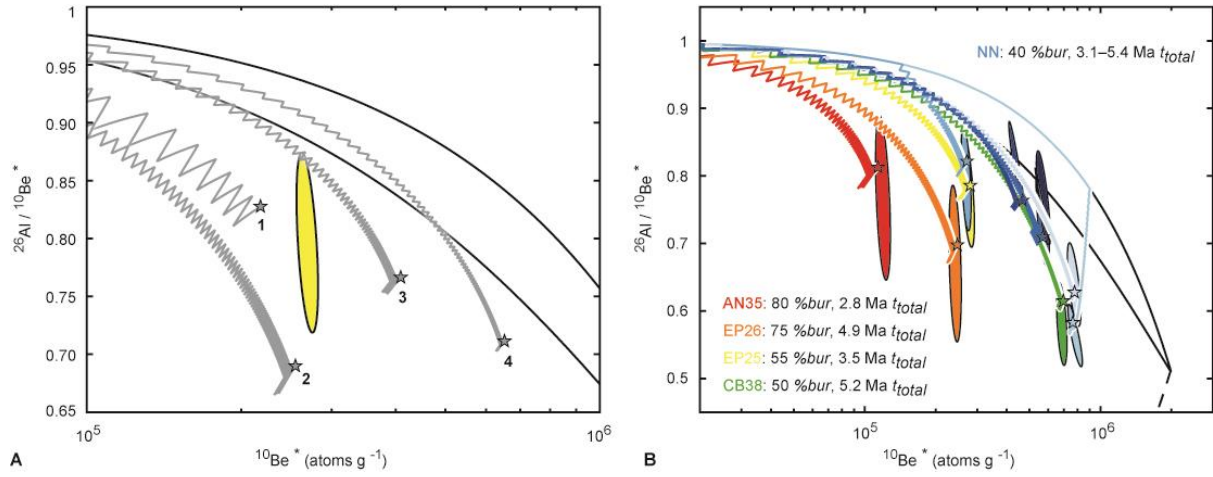 1
0.95
0.90
0.85
0.80
0.75
0.70
0.65
²⁶Al / ¹⁰Be *
1
2
3
4
10⁵
10⁶
¹⁰Be * (atoms g ⁻¹)
A
1
0.9
0.8
0.7
0.6
0.5
²⁶Al / ¹⁰Be *
NN: 40 %bur, 3.1–5.4 Ma t_total
AN35: 80 %bur, 2.8 Ma t_total
EP26: 75 %bur, 4.9 Ma t_total
EP25: 55 %bur, 3.5 Ma t_total
CB38: 50 %bur, 5.2 Ma t_total
10⁵
10⁶
¹⁰Be * (atoms g ⁻¹)
B